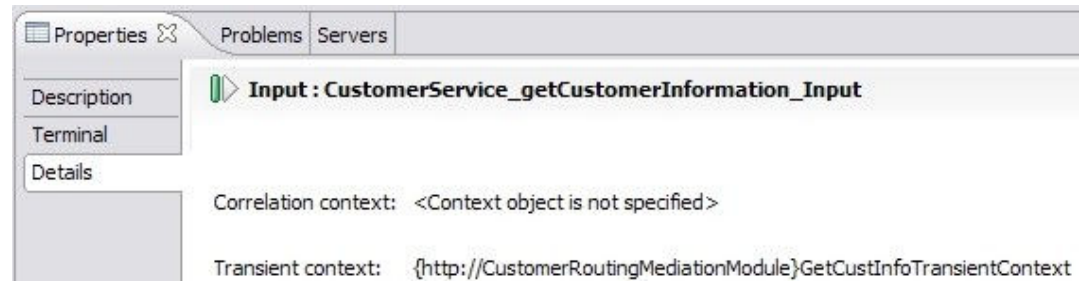 Properties Problems Servers
Input : CustomerService_getCustomerInformation_Input
Description
Terminal
Details
Correlation context: <Context object is not specified>
Transient context: {http://CustomerRoutingMediationModule}GetCustInfoTransientContext